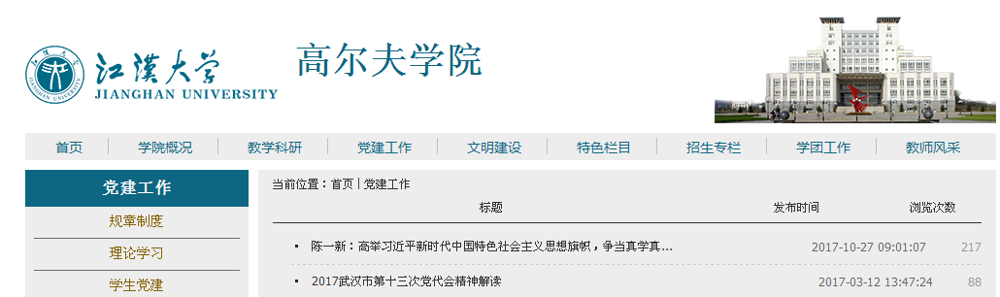 江漢大学
JIANGHAN UNIVERSITY
高尔夫学院
首页 学院概况 教学科研 党建工作 文明建设 特色栏目 招生专栏 学团工作 教师风采
党建工作
规章制度
理论学习
学生党建
当前位置：首页 | 党建工作
标题 发布时间 浏览次数
陈一新：高举习近平新时代中国特色社会主义思想旗帜，争当真学真... 2017-10-27 09:01:07 217
2017武汉市第十三次党代会精神解读 2017-03-12 13:47:24 88